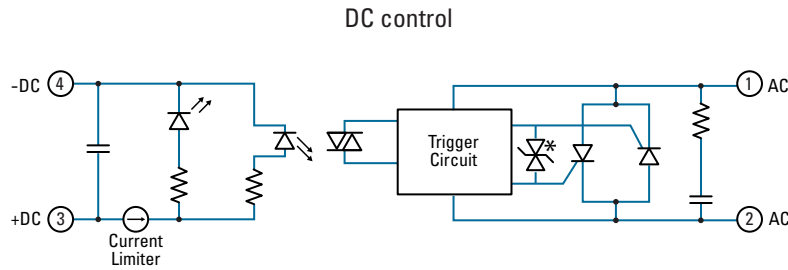 DC control
-DC 4
1 AC
Trigger
Circuit
*
+DC 3
2 AC
Current
Limiter